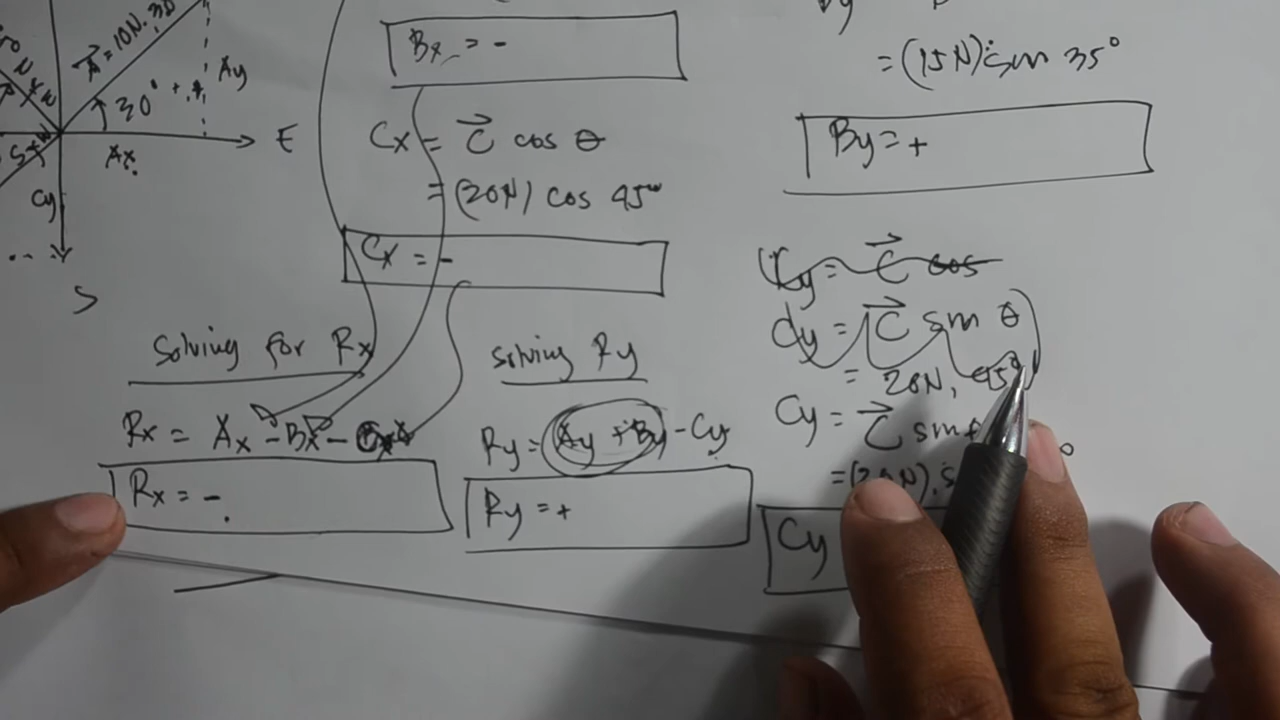 A⃗ = 10N, 30
Ay
30°
E
Ax
Cy
S
Bx = -
Cx = C⃗ cos θ
= (20N) cos 45°
Cx = -
Solving for Rx
Rx = Ax - Bx - Cx
Rx = -
Solving Ry
Ry = Ay + By - Cy
Ry = +
By
= (15N) sin 35°
By = +
Cy = C⃗ cos
Cy = C⃗ sin θ
= 20N, 45°
Cy = C⃗ sin
Cy